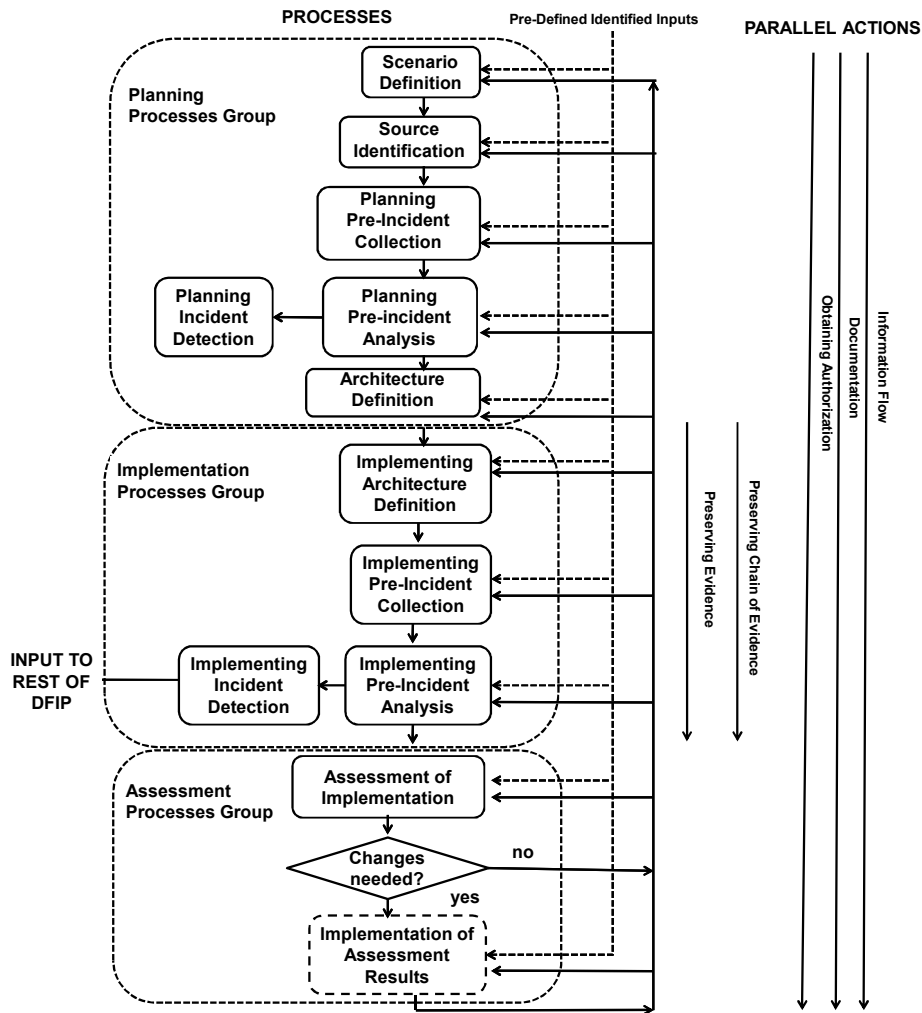 PROCESSES
Pre-Defined Identified Inputs
PARALLEL ACTIONS
Planning
Processes Group
Scenario
Definition
Source
Identification
Planning
Pre-Incident
Collection
Planning
Incident
Detection
Planning
Pre-incident
Analysis
Architecture
Definition
Implementation
Processes Group
Implementing
Architecture
Definition
Implementing
Pre-Incident
Collection
INPUT TO
REST OF
DFIP
Implementing
Incident
Detection
Implementing
Pre-Incident
Analysis
Assessment
Processes Group
Assessment of
Implementation
Changes
needed?
no
yes
Implementation of
Assessment
Results
Preserving Evidence
Preserving Chain of Evidence
Obtaining Authorization
Documentation
Information Flow